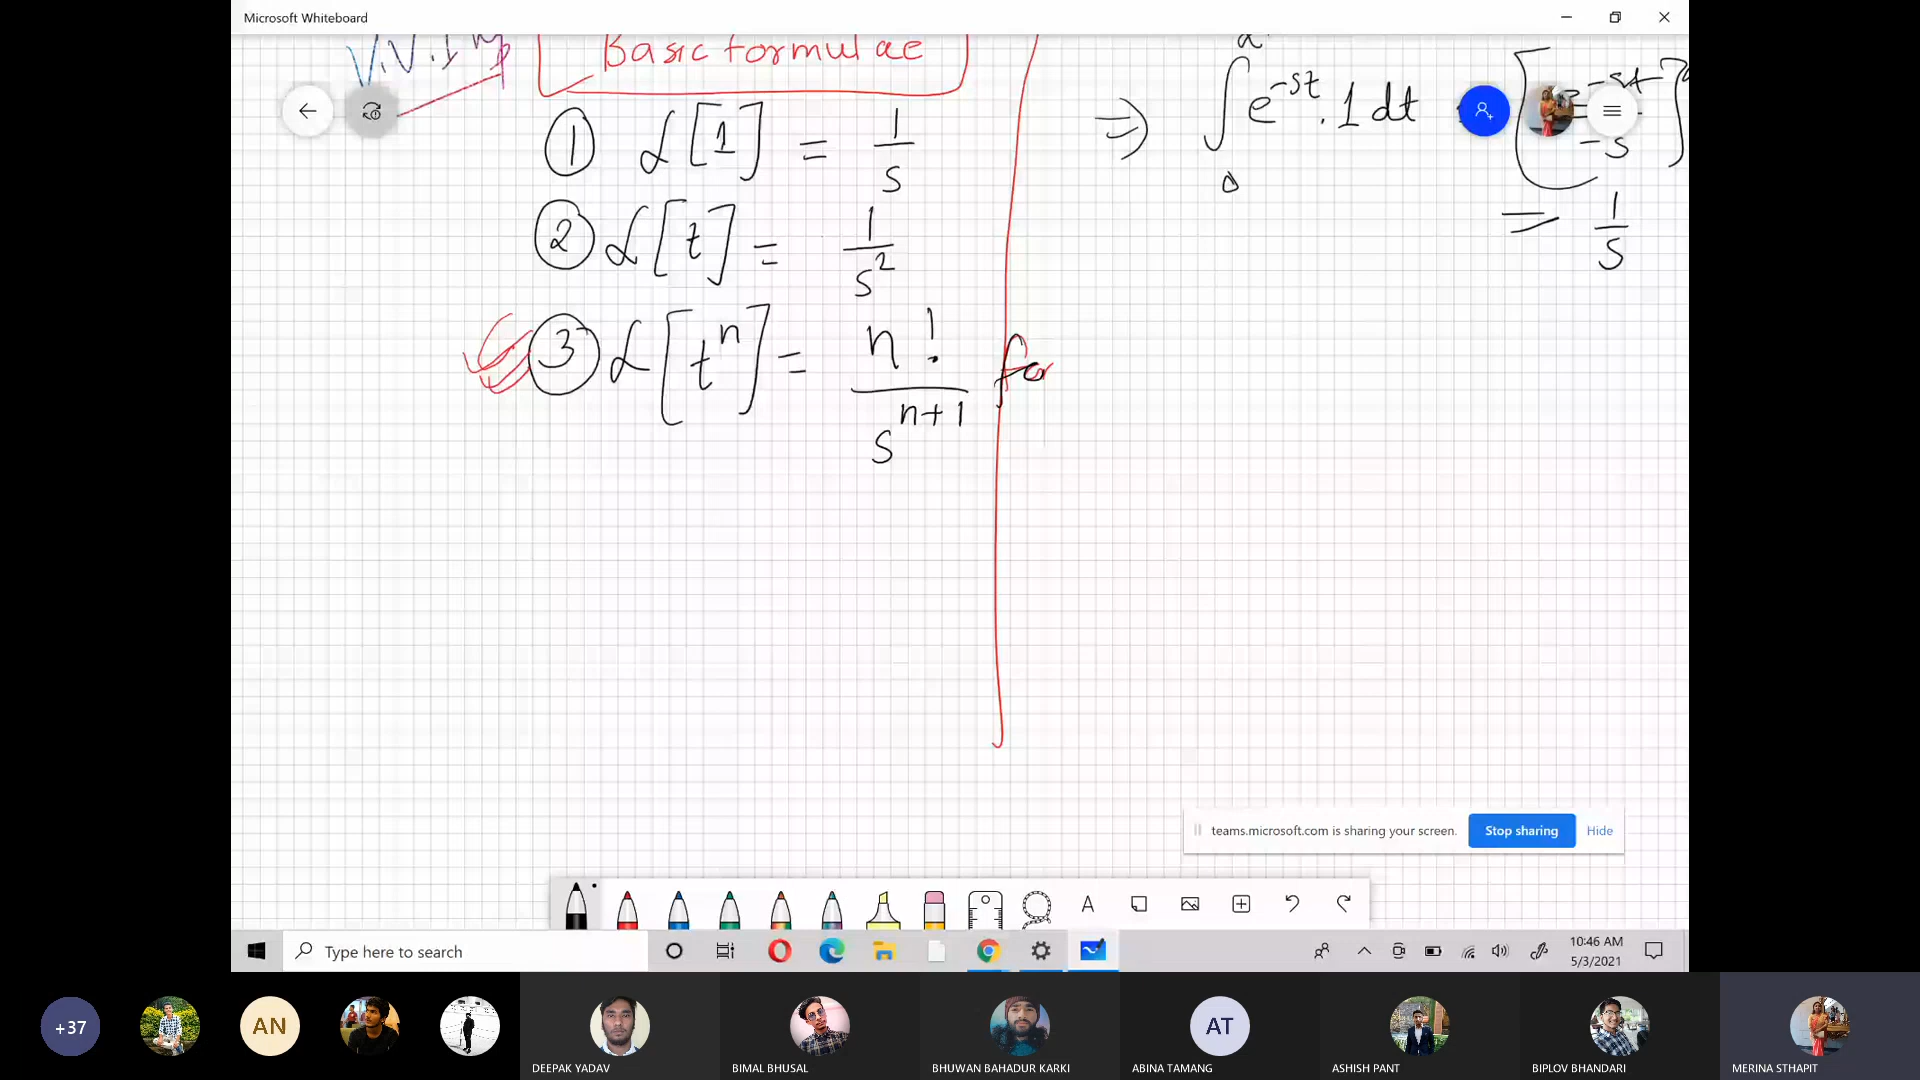 Microsoft Whiteboard
V.V.Imp
Basic formulae
① ℒ[1] = 1/s
② ℒ[t] = 1/s²
③ ℒ[tⁿ] = n!/sⁿ⁺¹ for
⇒ ∫ e⁻ˢᵗ . 1 dt
-s
⇒ 1/s
teams.microsoft.com is sharing your screen. Stop sharing Hide
A
Type here to search
10:46 AM
5/3/2021
+37
AN
AT
DEEPAK YADAV
BIMAL BHUSAL
BHUWAN BAHADUR KARKI
ABINA TAMANG
ASHISH PANT
BIPLOV BHANDARI
MERINA STHAPIT